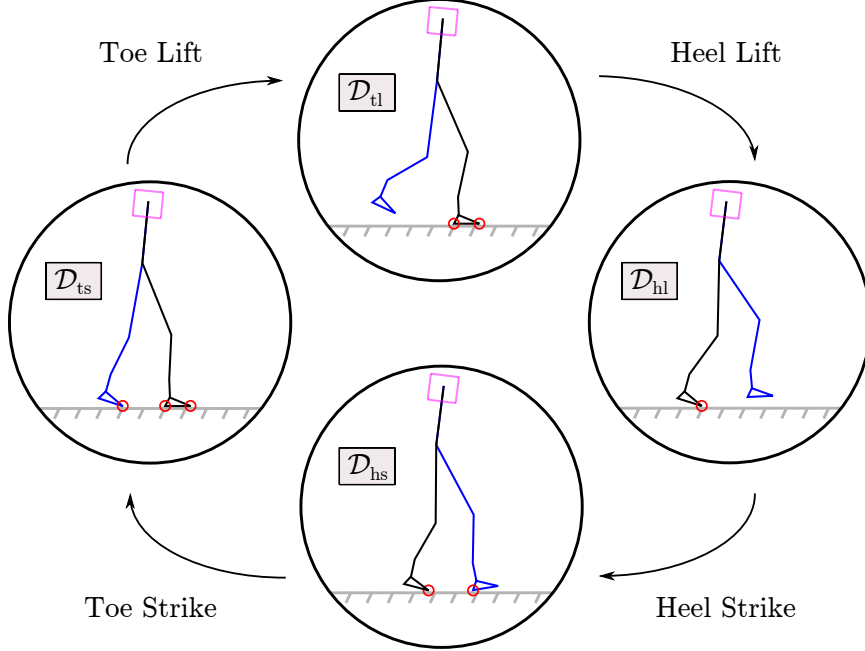 Toe Lift
Heel Lift
𝒟tl
𝒟ts
𝒟hl
𝒟hs
Toe Strike
Heel Strike